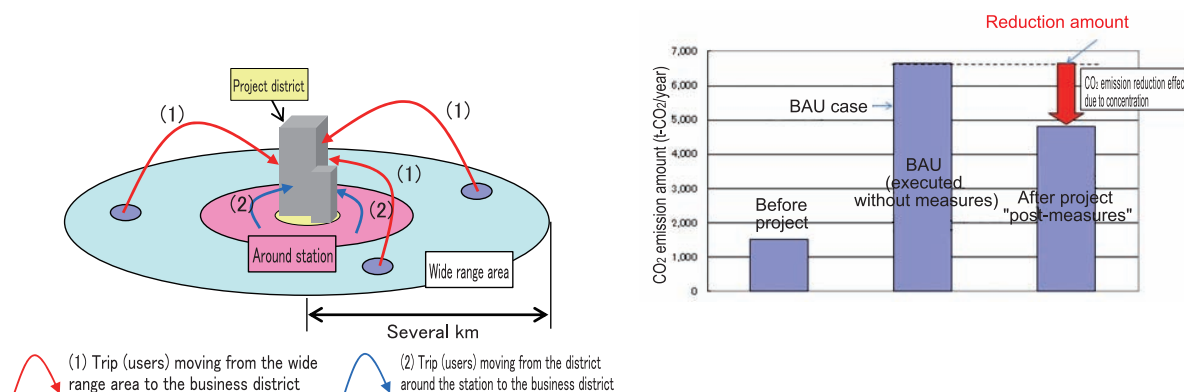 Project district
(1)
(1)
(1)
(2)
(2)
Around station
Wide range area
Several km
(1) Trip (users) moving from the wide
range area to the business district
(2) Trip (users) moving from the district
around the station to the business district
Reduction amount
CO2 emission amount (t-CO2/year)
7,000
6,000
5,000
4,000
3,000
2,000
1,000
0
BAU case
CO2 emission reduction effect
due to concentration
Before
project
BAU
(executed
without measures)
After project
"post-measures"